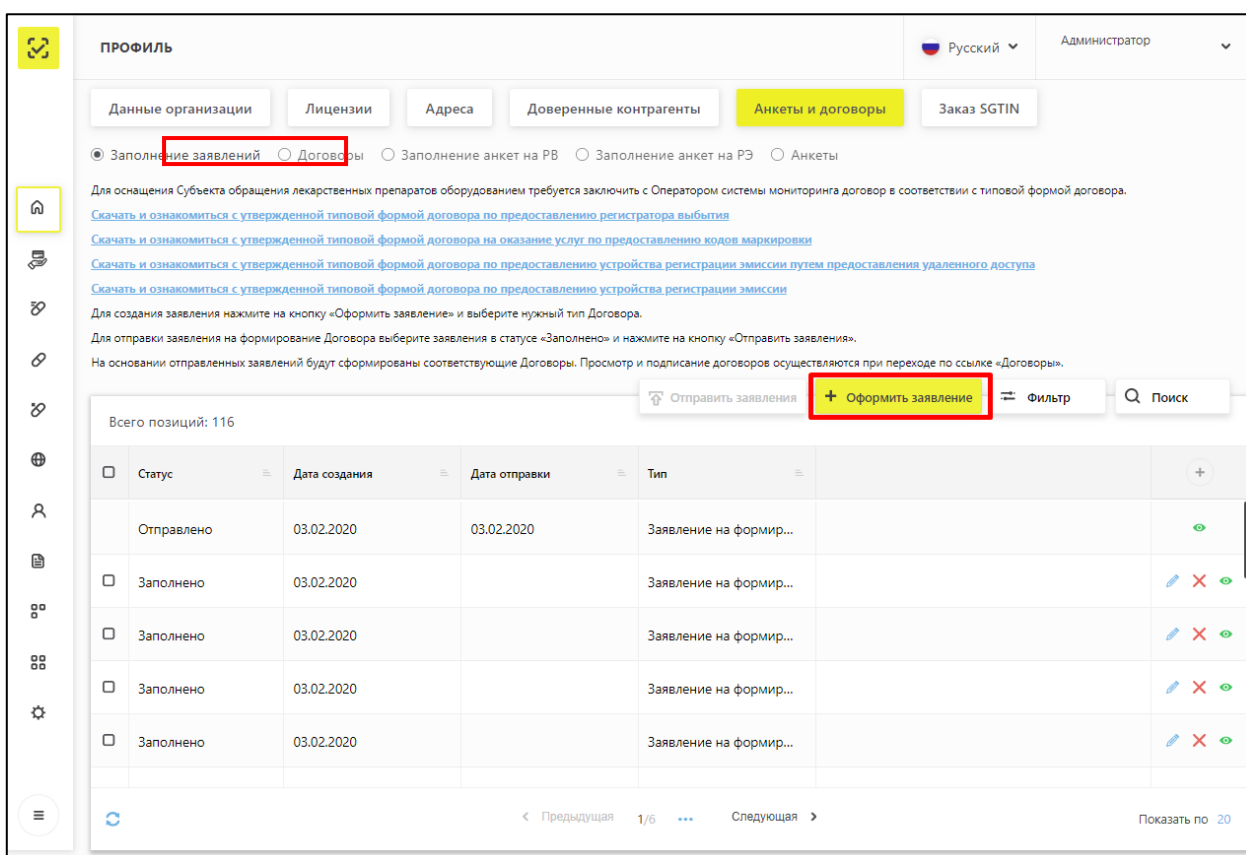 ПРОФИЛЬ
Русский
Администратор
Данные организации Лицензии Адреса Доверенные контрагенты Анкеты и договоры Заказ SGTIN
Заполнение заявлений Договоры Заполнение анкет на РВ Заполнение анкет на РЭ Анкеты
Для оснащения Субъекта обращения лекарственных препаратов оборудованием требуется заключить с Оператором системы мониторинга договор в соответствии с типовой формой договора.
Скачать и ознакомиться с утвержденной типовой формой договора по предоставлению регистратора выбытия
Скачать и ознакомиться с утвержденной типовой формой договора на оказание услуг по предоставлению кодов маркировки
Скачать и ознакомиться с утвержденной типовой формой договора по предоставлению устройства регистрации эмиссии путем предоставления удаленного доступа
Скачать и ознакомиться с утвержденной типовой формой договора по предоставлению устройства регистрации эмиссии
Для создания заявления нажмите на кнопку «Оформить заявление» и выберите нужный тип Договора.
Для отправки заявления на формирование Договора выберите заявления в статусе «Заполнено» и нажмите на кнопку «Отправить заявления».
На основании отправленных заявлений будут сформированы соответствующие Договоры. Просмотр и подписание договоров осуществляются при переходе по ссылке «Договоры».
Отправить заявления + Оформить заявление Фильтр Поиск
Всего позиций: 116
Статус Дата создания Дата отправки Тип +
Отправлено 03.02.2020 03.02.2020 Заявление на формир...
Заполнено 03.02.2020 Заявление на формир...
Заполнено 03.02.2020 Заявление на формир...
Заполнено 03.02.2020 Заявление на формир...
Заполнено 03.02.2020 Заявление на формир...
< Предыдущая 1/6 ••• Следующая > Показать по 20